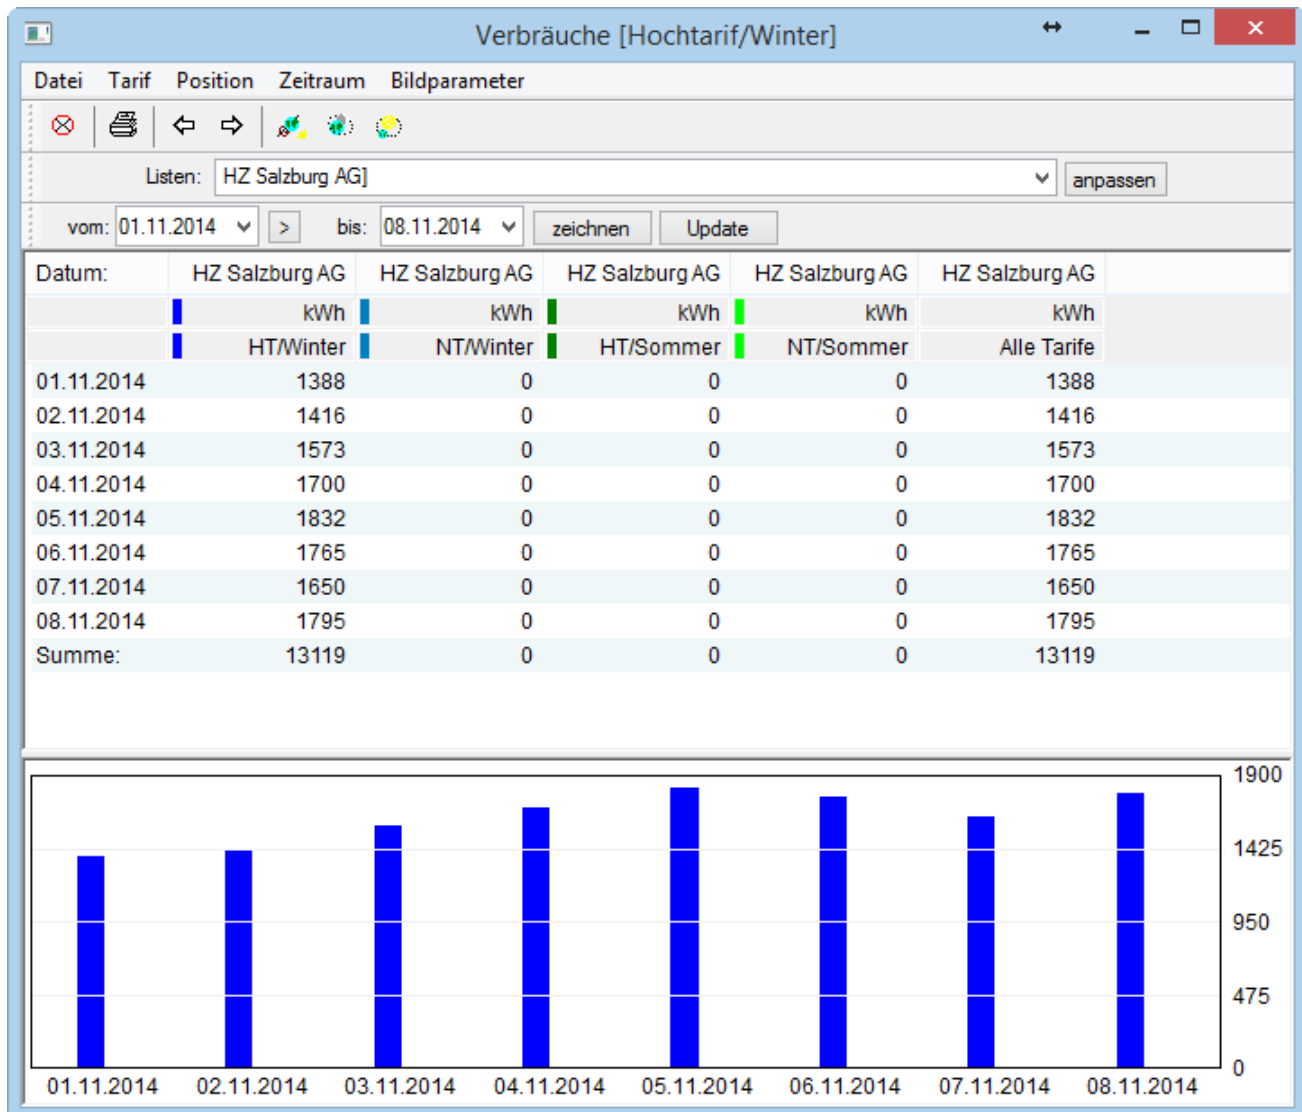 Verbräuche [Hochtarif/Winter]
Datei Tarif Position Zeitraum Bildparameter
Listen: HZ Salzburg AG] anpassen
vom: 01.11.2014 > bis: 08.11.2014 zeichnen Update
Datum: HZ Salzburg AG HZ Salzburg AG HZ Salzburg AG HZ Salzburg AG HZ Salzburg AG
kWh kWh kWh kWh kWh
HT/Winter NT/Winter HT/Sommer NT/Sommer Alle Tarife
01.11.2014 1388 0 0 0 1388
02.11.2014 1416 0 0 0 1416
03.11.2014 1573 0 0 0 1573
04.11.2014 1700 0 0 0 1700
05.11.2014 1832 0 0 0 1832
06.11.2014 1765 0 0 0 1765
07.11.2014 1650 0 0 0 1650
08.11.2014 1795 0 0 0 1795
Summe: 13119 0 0 0 13119
1900
1425
950
475
0
01.11.2014 02.11.2014 03.11.2014 04.11.2014 05.11.2014 06.11.2014 07.11.2014 08.11.2014